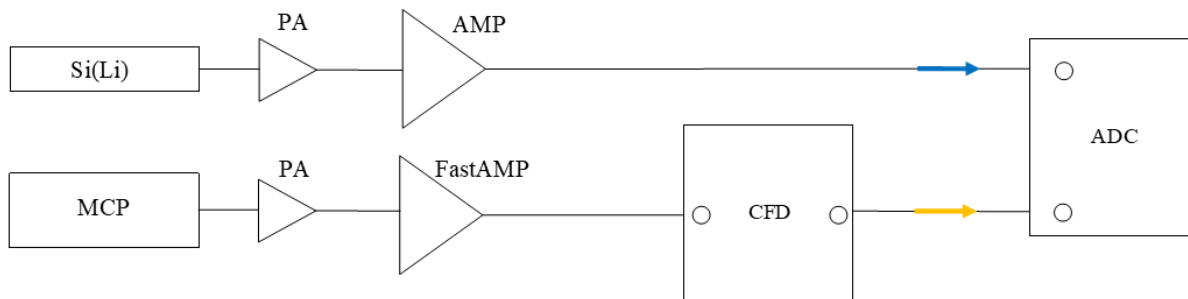 PA
AMP
Si(Li)
ADC
PA
FastAMP
MCP
CFD